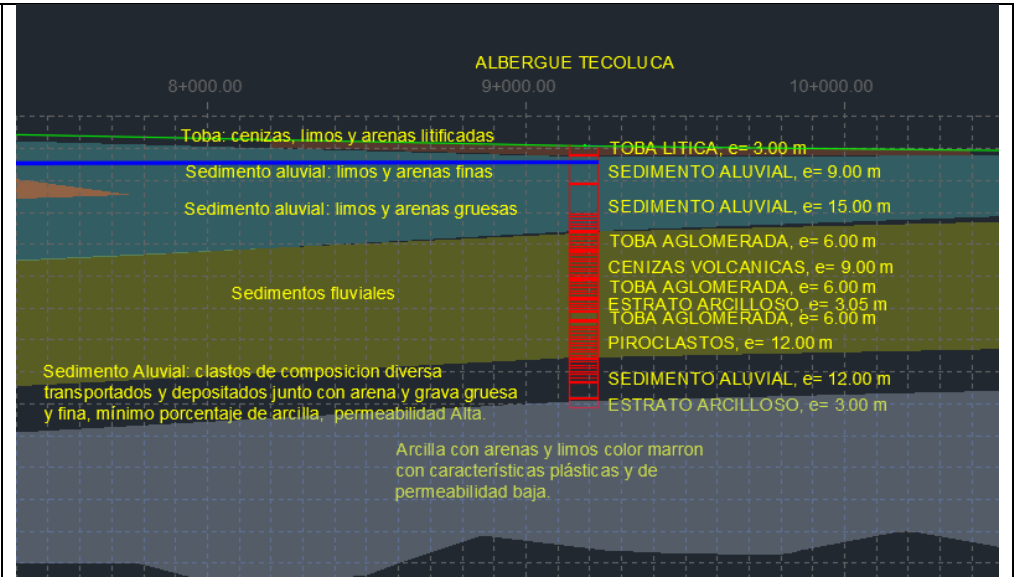 ALBERGUE TECOLUCA
8+000.00
9+000.00
10+000.00
Toba: cenizas, limos y arenas litificadas
TOBA LITICA, e= 3.00 m
Sedimento aluvial: limos y arenas finas
SEDIMENTO ALUVIAL, e= 9.00 m
Sedimento aluvial: limos y arenas gruesas
SEDIMENTO ALUVIAL, e= 15.00 m
TOBA AGLOMERADA, e= 6.00 m
CENIZAS VOLCANICAS, e= 9.00 m
Sedimentos fluviales
TOBA AGLOMERADA, e= 6.00 m
ESTRATO ARCILLOSO, e= 3.05 m
TOBA AGLOMERADA, e= 6.00 m
PIROCLASTOS, e= 12.00 m
Sedimento Aluvial: clastos de composicion diversa
transportados y depositados junto con arena y grava gruesa
y fina, mínimo porcentaje de arcilla, permeabilidad Alta.
SEDIMENTO ALUVIAL, e= 12.00 m
ESTRATO ARCILLOSO, e= 3.00 m
Arcilla con arenas y limos color marron
con características plásticas y de
permeabilidad baja.